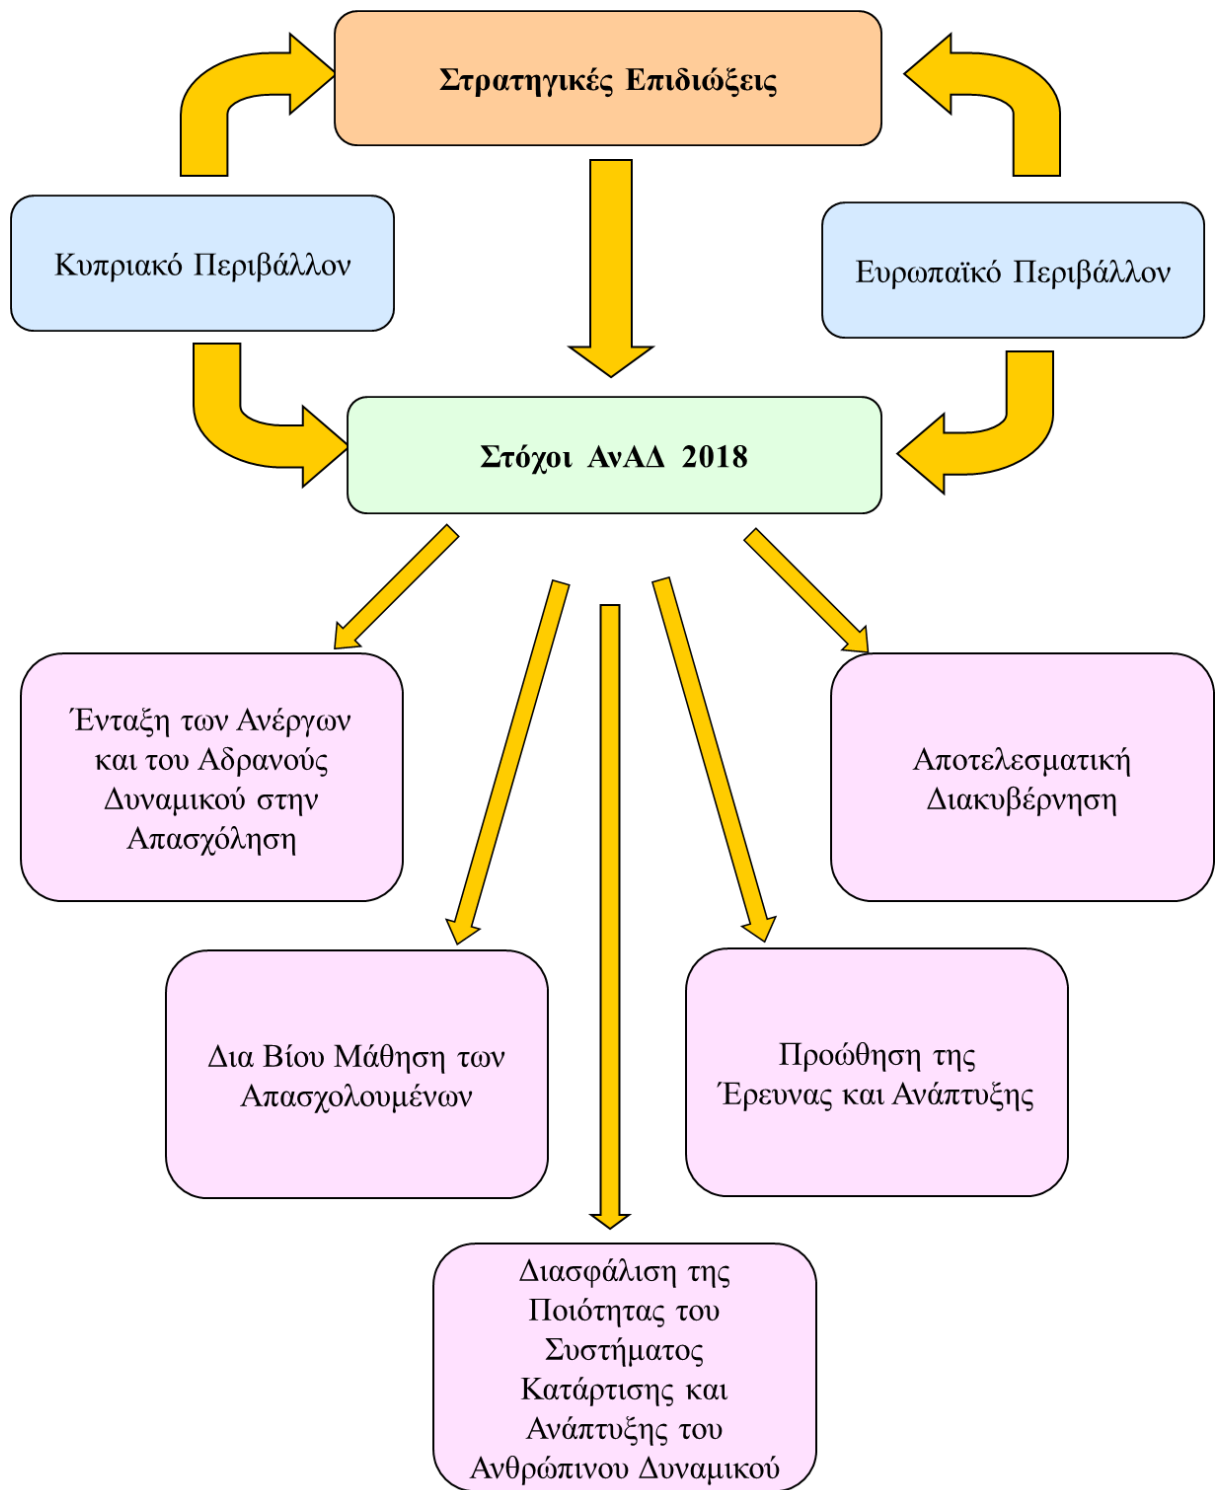 Στρατηγικές Επιδιώξεις
Κυπριακό Περιβάλλον
Ευρωπαϊκό Περιβάλλον
Στόχοι ΑνΑΔ 2018
Ένταξη των Ανέργων
και του Αδρανούς
Δυναμικού στην
Απασχόληση
Αποτελεσματική
Διακυβέρνηση
Δια Βίου Μάθηση των
Απασχολουμένων
Προώθηση της
Έρευνας και Ανάπτυξης
Διασφάλιση της
Ποιότητας του
Συστήματος
Κατάρτισης και
Ανάπτυξης του
Ανθρώπινου Δυναμικού